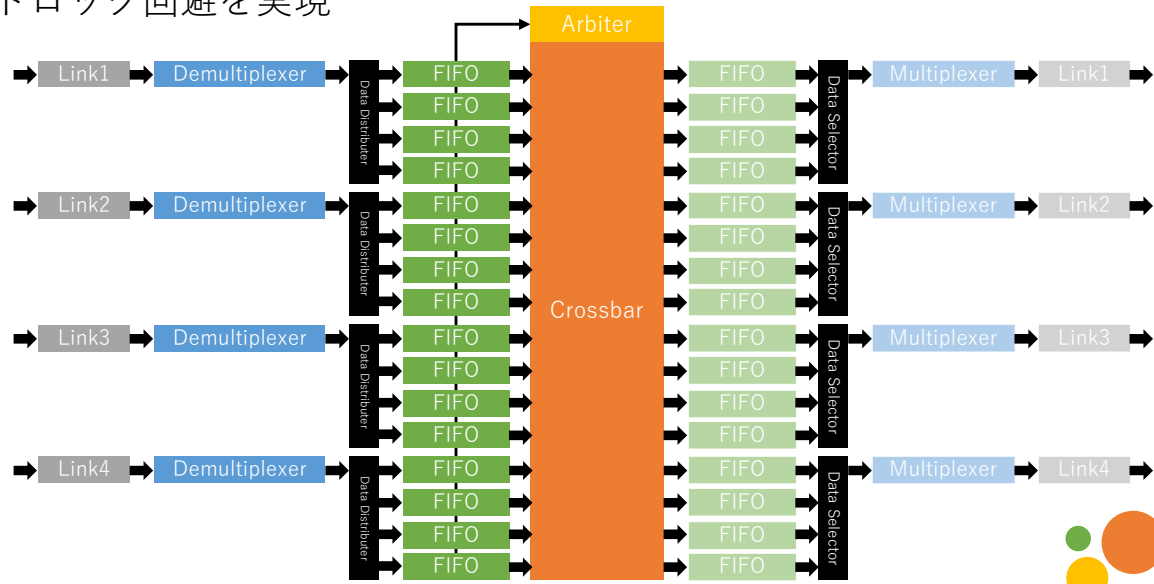 ドロック回避を実現
Arbiter
Link1 Demultiplexer Data Distributer FIFO FIFO Data Selector Multiplexer Link1
FIFO FIFO
FIFO FIFO
FIFO FIFO
Link2 Demultiplexer Data Distributer FIFO FIFO Data Selector Multiplexer Link2
FIFO FIFO
FIFO FIFO
FIFO FIFO
Crossbar
Link3 Demultiplexer Data Distributer FIFO FIFO Data Selector Multiplexer Link3
FIFO FIFO
FIFO FIFO
FIFO FIFO
Link4 Demultiplexer Data Distributer FIFO FIFO Data Selector Multiplexer Link4
FIFO FIFO
FIFO FIFO
FIFO FIFO